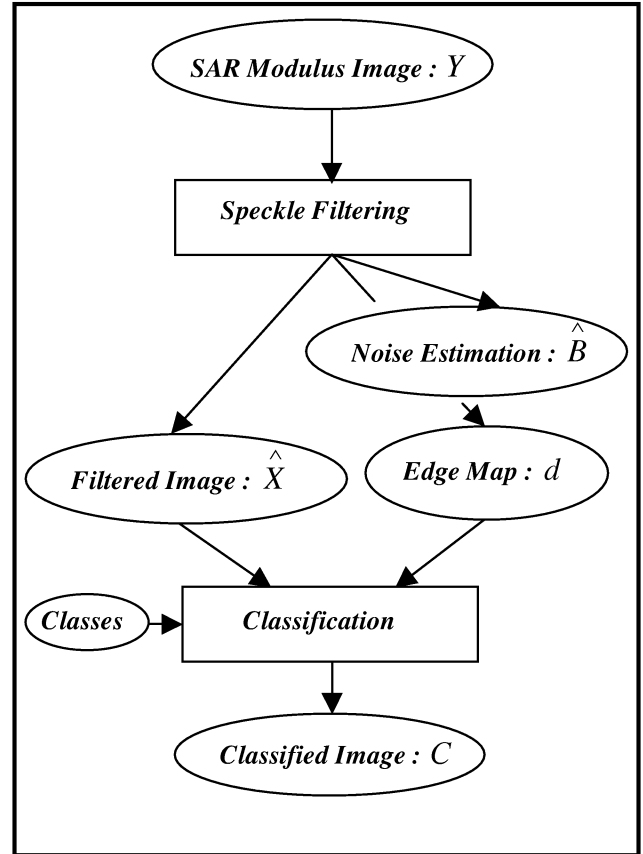 SAR Modulus Image : Y
Speckle Filtering
Noise Estimation : B̂
Filtered Image : X̂
Edge Map : d
Classes
Classification
Classified Image : C